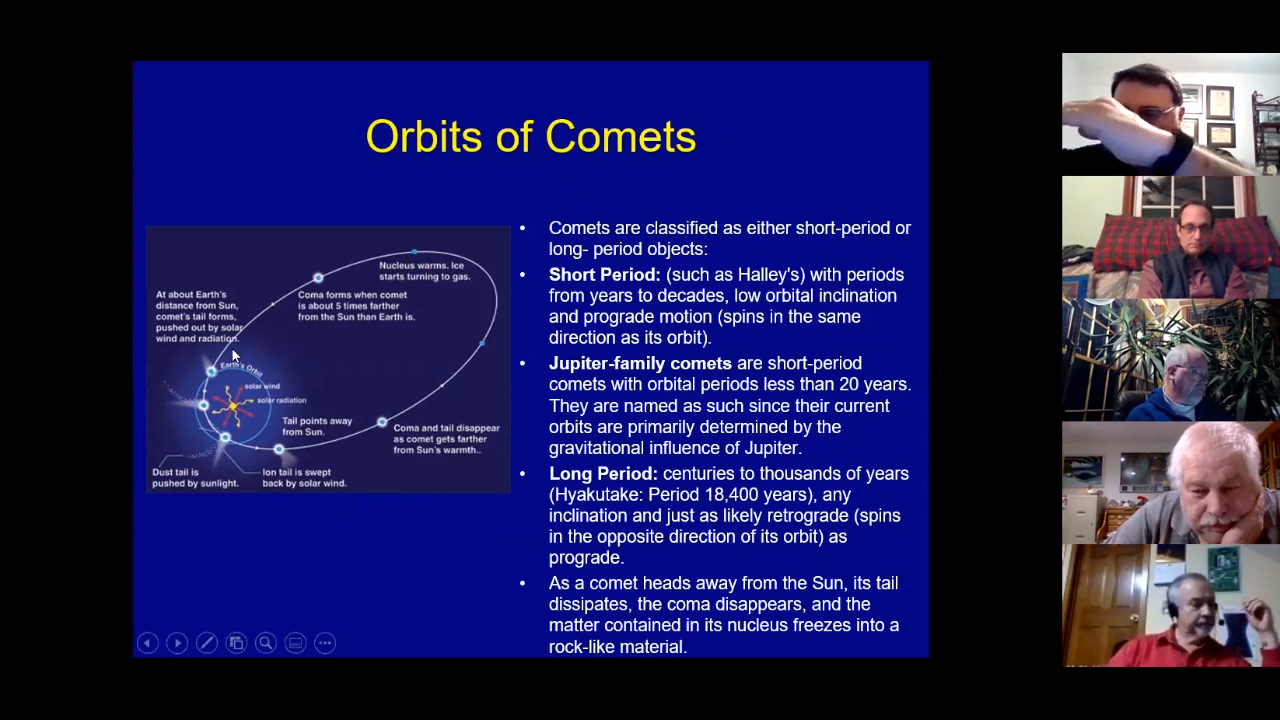 Orbits of Comets
Nucleus warms. Ice
starts turning to gas.
Coma forms when comet
is about 5 times farther
from the Sun than Earth is.
At about Earth's
distance from Sun,
comet's tail forms,
pushed out by solar
wind and radiation.
Earth's Orbit
solar wind
solar radiation
Tail points away
from Sun.
Coma and tail disappear
as comet gets farther
from Sun's warmth..
Dust tail is
pushed by sunlight.
Ion tail is swept
back by solar wind.
• Comets are classified as either short-period or
long- period objects:
• Short Period: (such as Halley's) with periods
from years to decades, low orbital inclination
and prograde motion (spins in the same
direction as its orbit).
• Jupiter-family comets are short-period
comets with orbital periods less than 20 years.
They are named as such since their current
orbits are primarily determined by the
gravitational influence of Jupiter.
• Long Period: centuries to thousands of years
(Hyakutake: Period 18,400 years), any
inclination and just as likely retrograde (spins
in the opposite direction of its orbit) as
prograde.
• As a comet heads away from the Sun, its tail
dissipates, the coma disappears, and the
matter contained in its nucleus freezes into a
rock-like material.